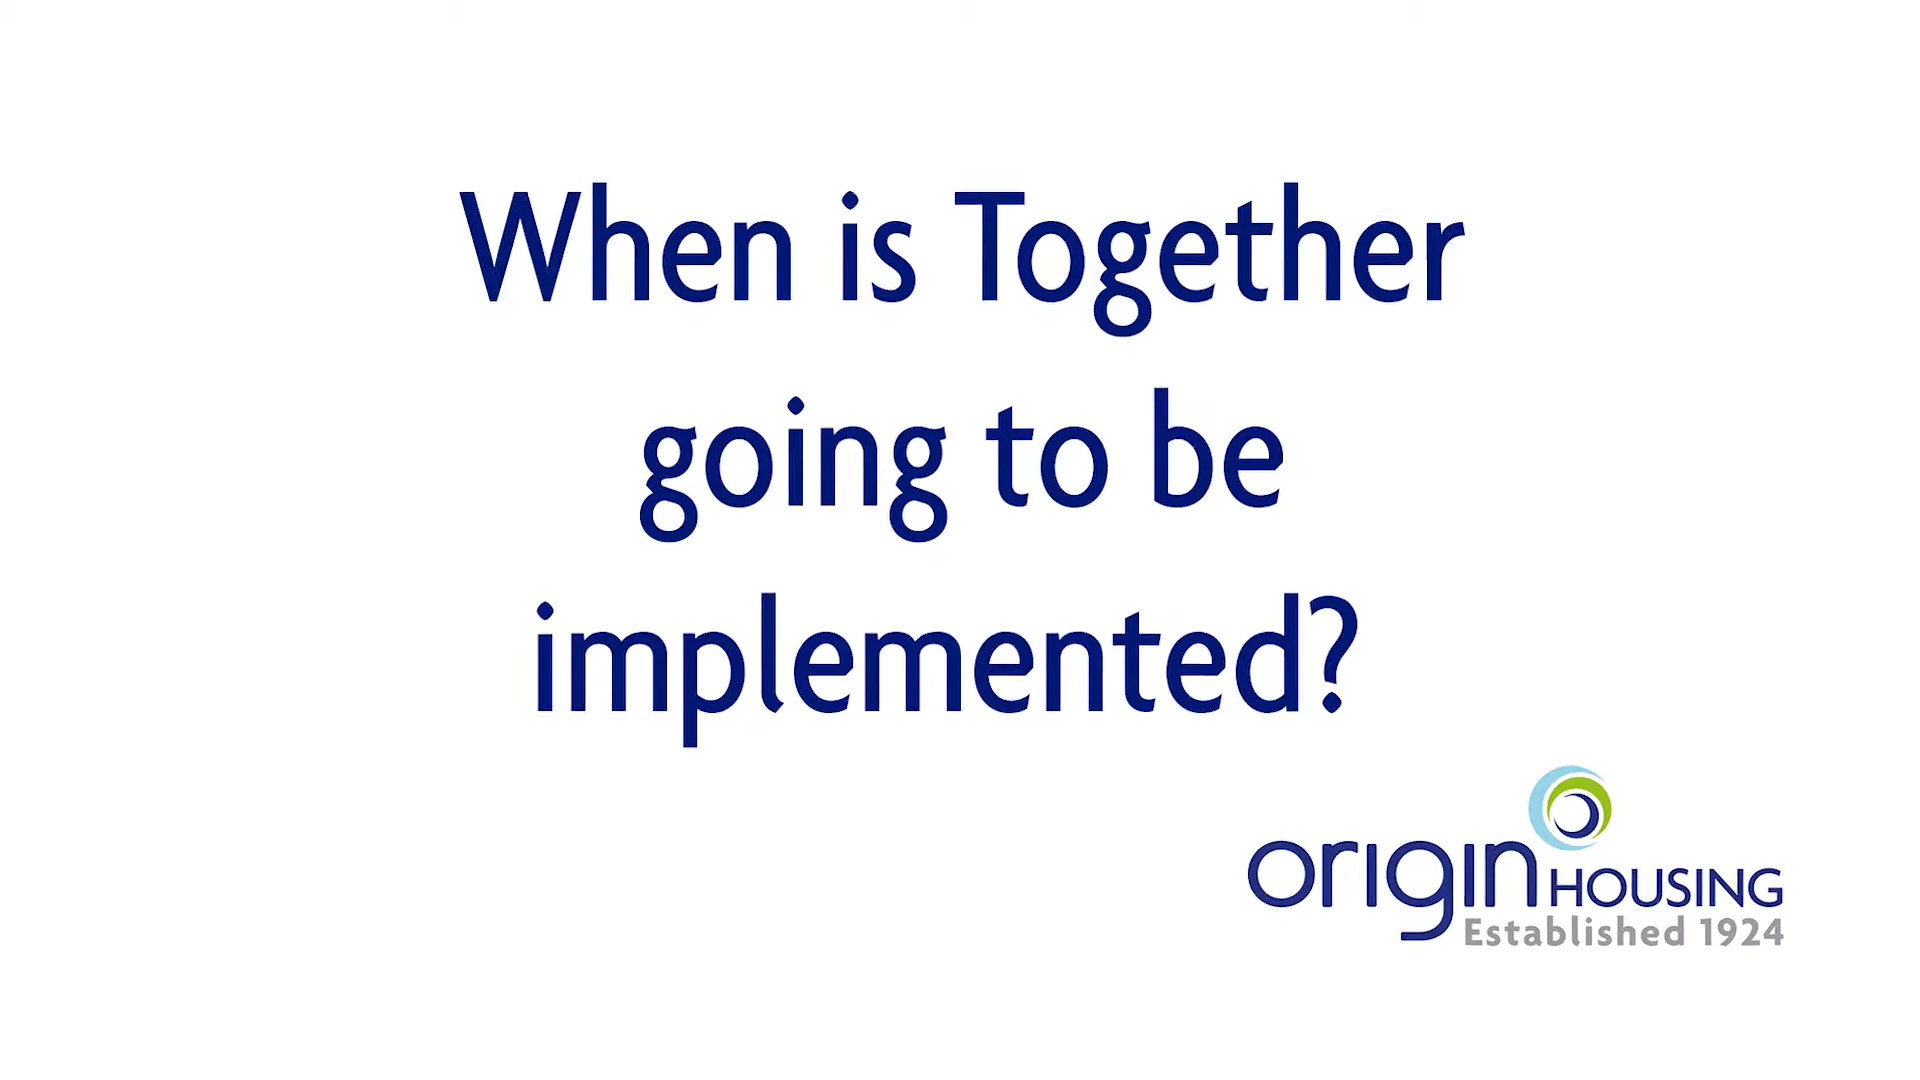 When is Together
going to be
implemented?
origin HOUSING
Established 1924